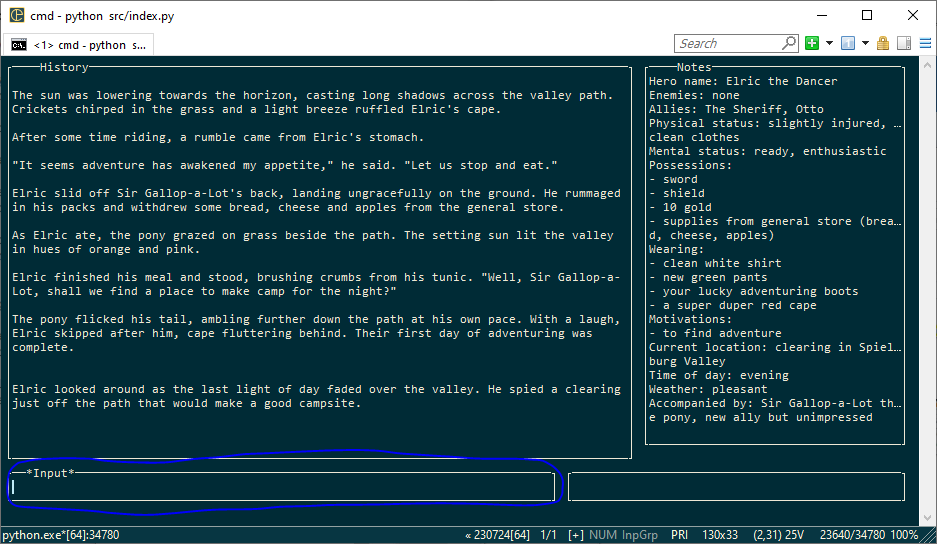 cmd - python src/index.py
<1> cmd - python s...
Search
History
The sun was lowering towards the horizon, casting long shadows across the valley path.
Crickets chirped in the grass and a light breeze ruffled Elric's cape.
After some time riding, a rumble came from Elric's stomach.
"It seems adventure has awakened my appetite," he said. "Let us stop and eat."
Elric slid off Sir Gallop-a-Lot's back, landing ungracefully on the ground. He rummaged
in his packs and withdrew some bread, cheese and apples from the general store.
As Elric ate, the pony grazed on grass beside the path. The setting sun lit the valley
in hues of orange and pink.
Elric finished his meal and stood, brushing crumbs from his tunic. "Well, Sir Gallop-a-
Lot, shall we find a place to make camp for the night?"
The pony flicked his tail, ambling further down the path at his own pace. With a laugh,
Elric skipped after him, cape fluttering behind. Their first day of adventuring was
complete.
Elric looked around as the last light of day faded over the valley. He spied a clearing
just off the path that would make a good campsite.
Notes
Hero name: Elric the Dancer
Enemies: none
Allies: The Sheriff, Otto
Physical status: slightly injured, …
clean clothes
Mental status: ready, enthusiastic
Possessions:
- sword
- shield
- 10 gold
- supplies from general store (brea…
d, cheese, apples)
Wearing:
- clean white shirt
- new green pants
- your lucky adventuring boots
- a super duper red cape
Motivations:
- to find adventure
Current location: clearing in Spiel…
burg Valley
Time of day: evening
Weather: pleasant
Accompanied by: Sir Gallop-a-Lot th…
e pony, new ally but unimpressed
*Input*
python.exe*[64]:34780
« 230724[64] 1/1 [+] NUM InpGrp PRI 130x33 (2,31) 25V 23640/34780 100%